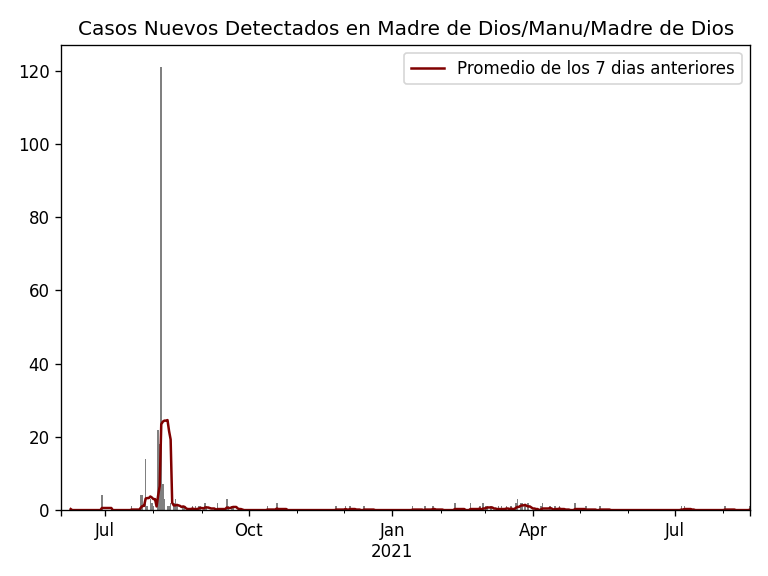 Casos Nuevos Detectados en Madre de Dios/Manu/Madre de Dios
Promedio de los 7 dias anteriores
120
100
80
60
40
20
0
Jul Oct Jan Apr Jul
2021